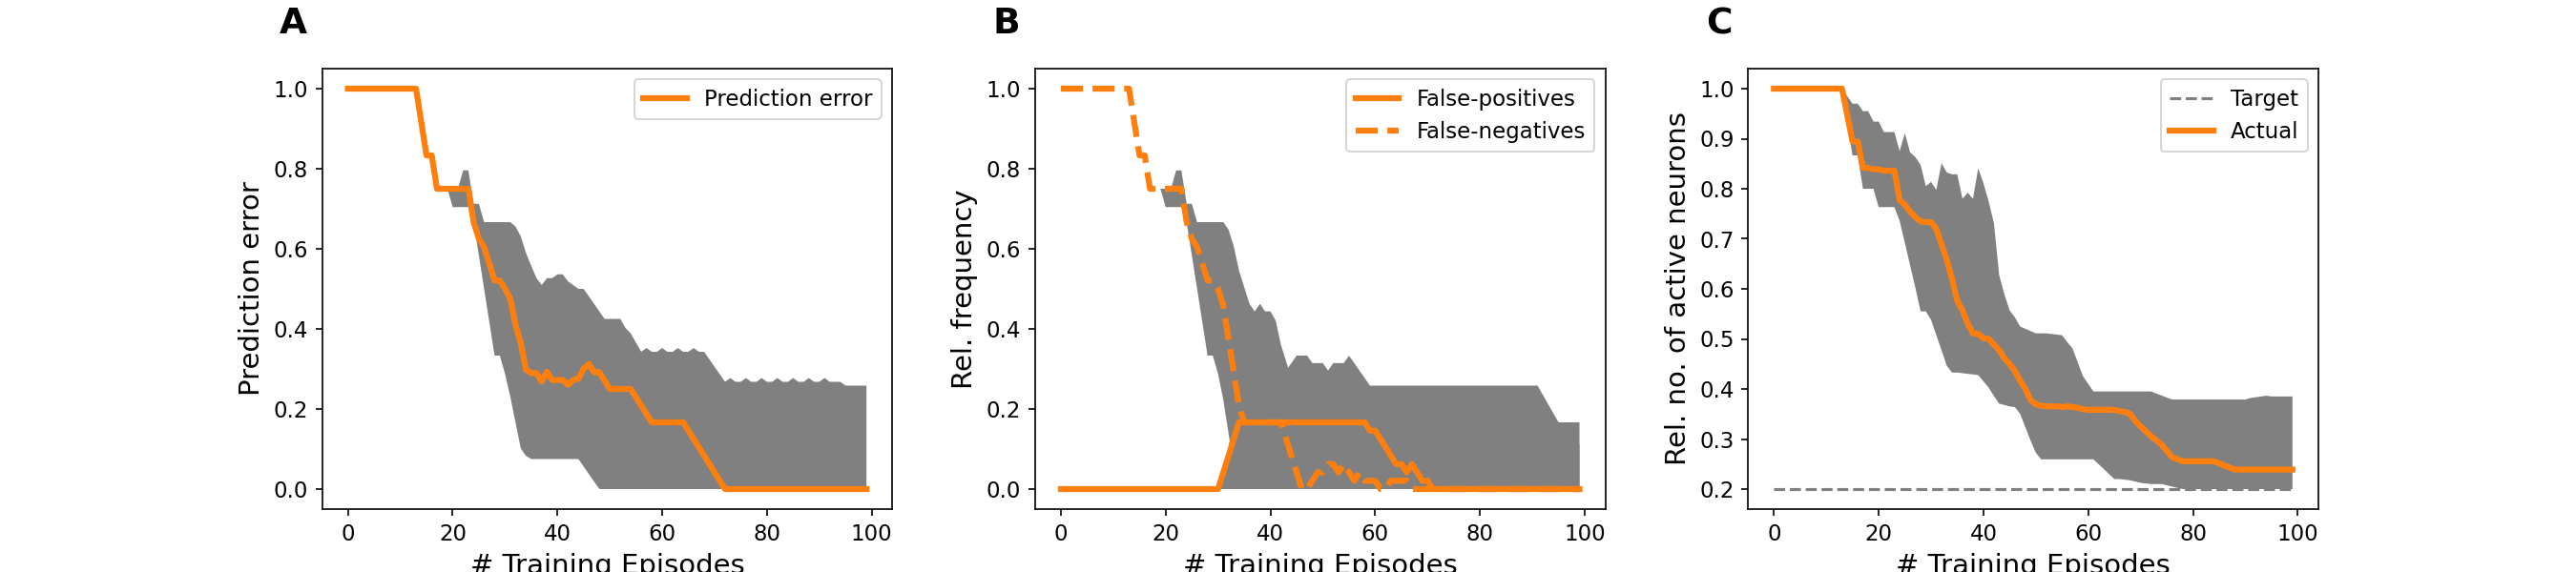 A
Prediction error
1.0
0.8
0.6
0.4
0.2
0.0
Prediction error
0 20 40 60 80 100
# Training Episodes
B
False-positives
False-negatives
1.0
0.8
0.6
0.4
0.2
0.0
Rel. frequency
0 20 40 60 80 100
# Training Episodes
C
Target
Actual
1.0
0.9
0.8
0.7
0.6
0.5
0.4
0.3
0.2
Rel. no. of active neurons
0 20 40 60 80 100
# Training Episodes